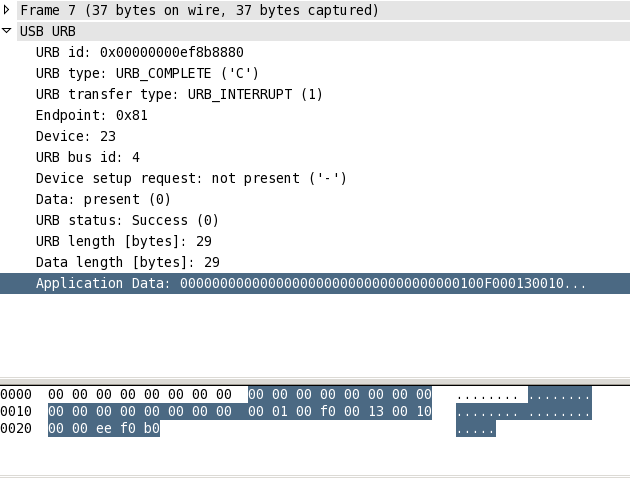 Frame 7 (37 bytes on wire, 37 bytes captured)
USB URB
URB id: 0x00000000ef8b8880
URB type: URB_COMPLETE ('C')
URB transfer type: URB_INTERRUPT (1)
Endpoint: 0x81
Device: 23
URB bus id: 4
Device setup request: not present ('-')
Data: present (0)
URB status: Success (0)
URB length [bytes]: 29
Data length [bytes]: 29
Application Data: 00000000000000000000000000000000000100F000130010...
0000 00 00 00 00 00 00 00 00 00 00 00 00 00 00 00 00 ........ ........
0010 00 00 00 00 00 00 00 00 00 01 00 f0 00 13 00 10 ........ ........
0020 00 00 ee f0 b0 .....